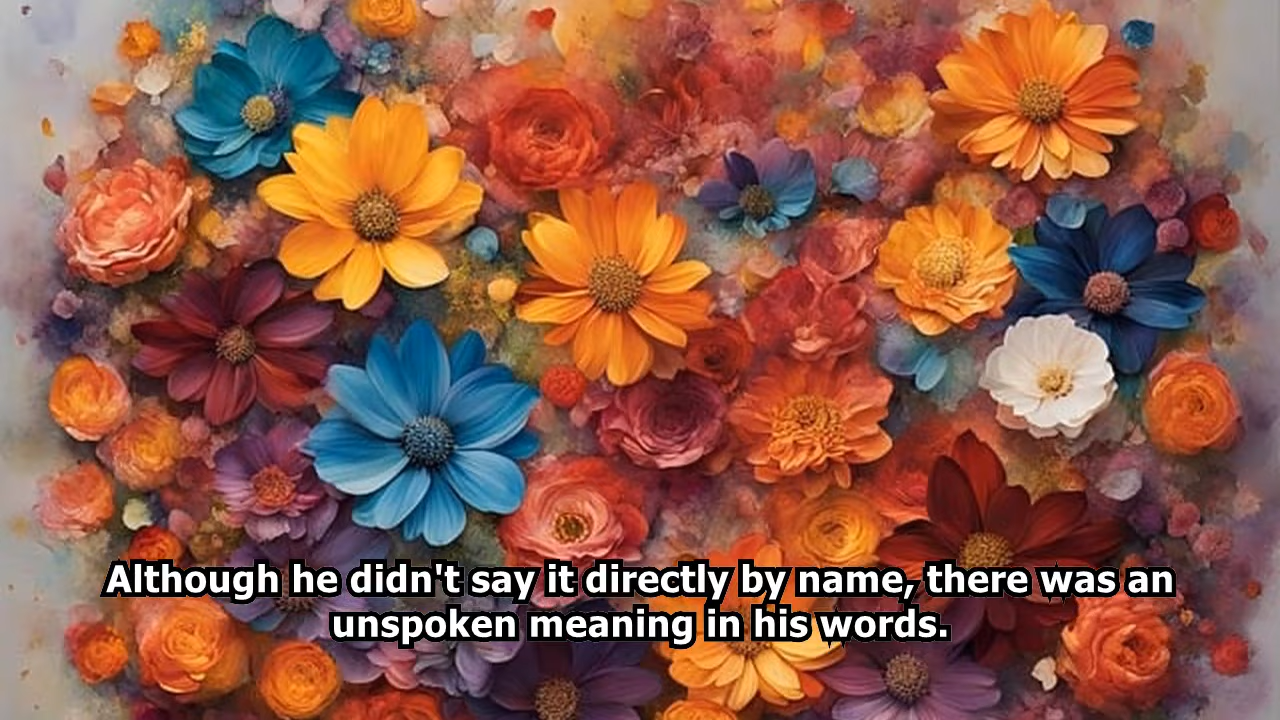 Although he didn't say it directly by name, there was an
unspoken meaning in his words.